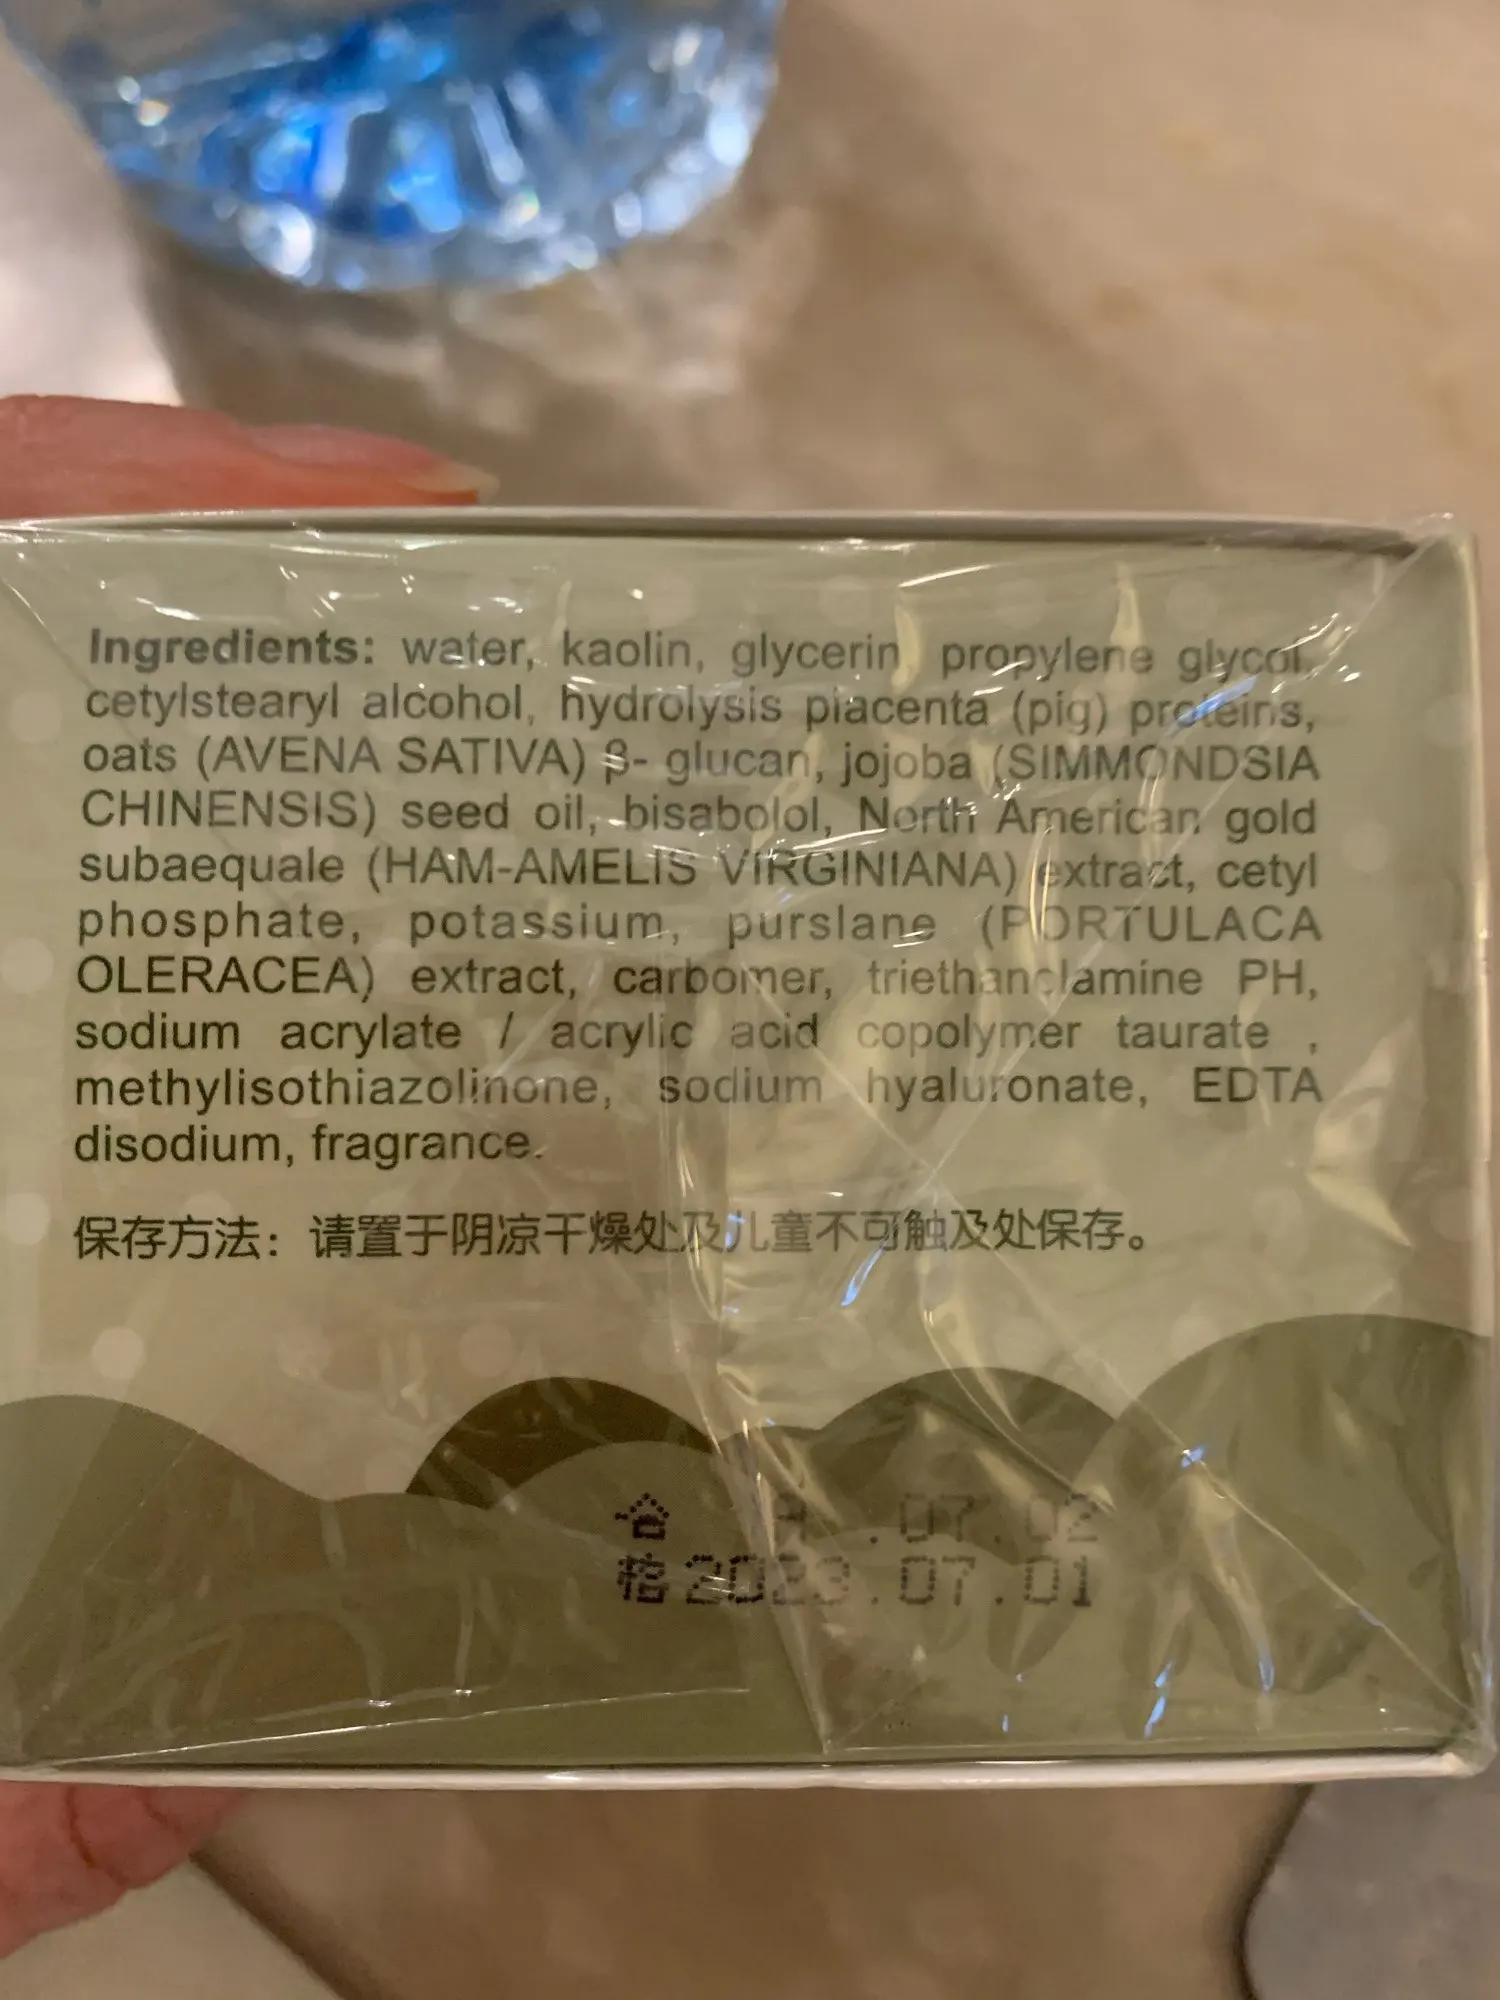 Ingredients: water, kaolin, glycerin, propylene glycol,
cetylstearyl alcohol, hydrolysis placenta (pig) proteins,
oats (AVENA SATIVA) β- glucan, jojoba (SIMMONDSIA
CHINENSIS) seed oil, bisabolol, North American gold
subaequale (HAM-AMELIS VIRGINIANA) extract, cetyl
phosphate, potassium, purslane (PORTULACA
OLERACEA) extract, carbomer, triethanolamine PH,
sodium acrylate / acrylic acid copolymer taurate ,
methylisothiazolinone, sodium hyaluronate, EDTA
disodium, fragrance.
保存方法：请置于阴凉干燥处及儿童不可触及处保存。
合 .07.02
.07.01